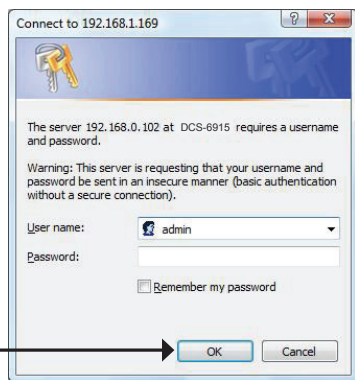 Connect to 192.168.1.169
The server 192.168.0.102 at DCS-6915 requires a username
and password.
Warning: This server is requesting that your username and
password be sent in an insecure manner (basic authentication
without a secure connection).
User name:
admin
Password:
Remember my password
OK
Cancel